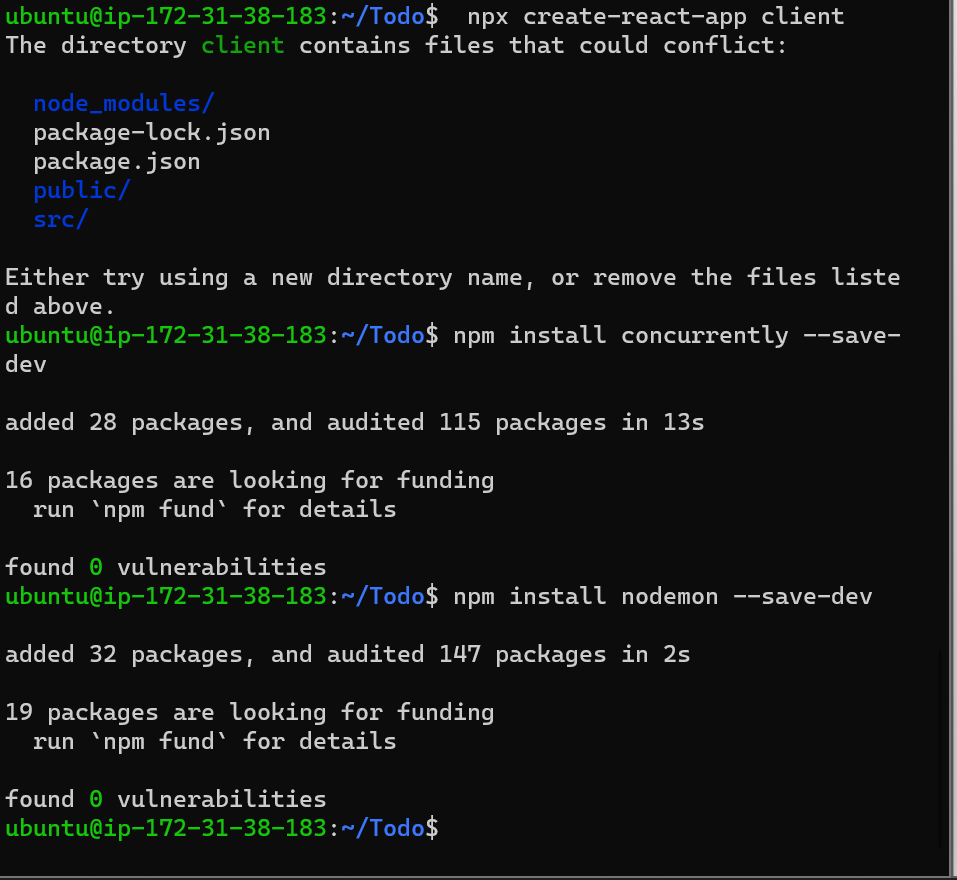 ubuntu@ip-172-31-38-183:~/Todo$  npx create-react-app client
The directory client contains files that could conflict:

  node_modules/
  package-lock.json
  package.json
  public/
  src/

Either try using a new directory name, or remove the files liste
d above.
ubuntu@ip-172-31-38-183:~/Todo$ npm install concurrently --save-
dev

added 28 packages, and audited 115 packages in 13s

16 packages are looking for funding
  run `npm fund` for details

found 0 vulnerabilities
ubuntu@ip-172-31-38-183:~/Todo$ npm install nodemon --save-dev

added 32 packages, and audited 147 packages in 2s

19 packages are looking for funding
  run `npm fund` for details

found 0 vulnerabilities
ubuntu@ip-172-31-38-183:~/Todo$